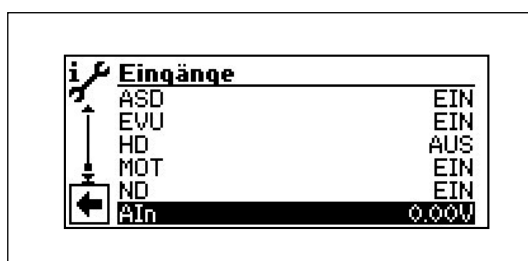 i
Eingänge
ASD EIN
EVU EIN
HD AUS
MOT EIN
ND EIN
AIn 0.00V